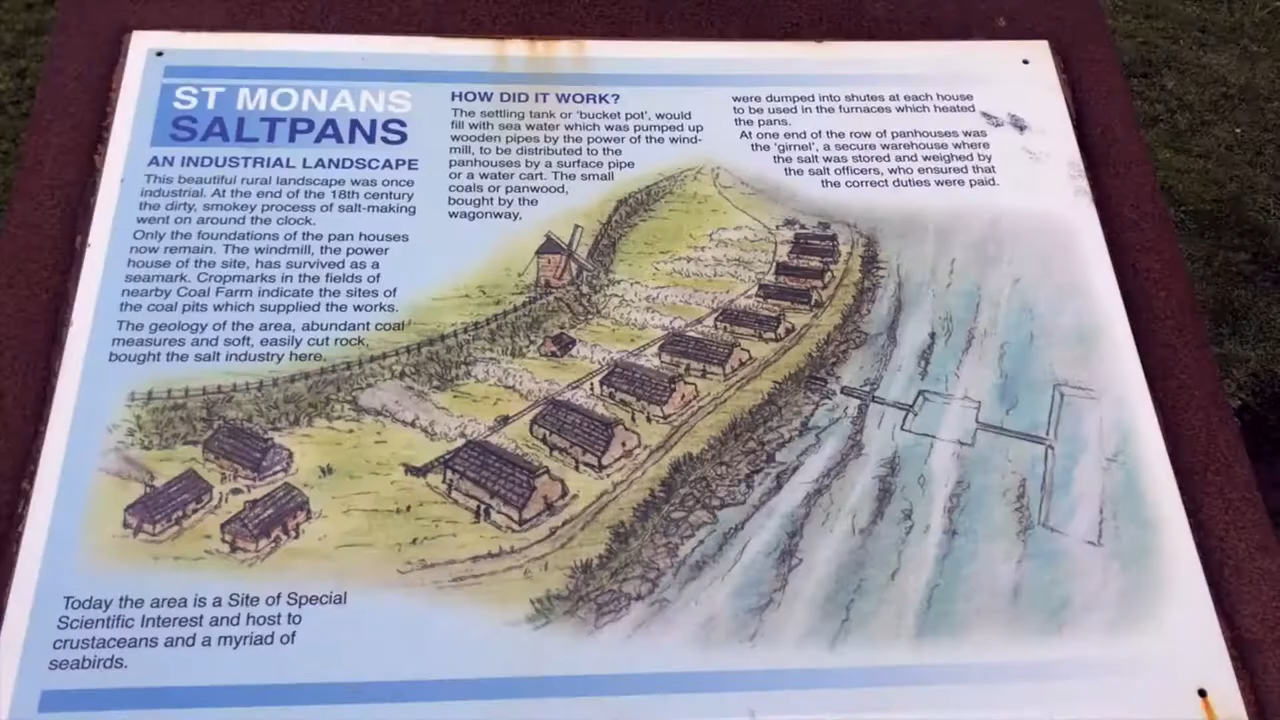 ST MONANS
SALTPANS
AN INDUSTRIAL LANDSCAPE
This beautiful rural landscape was once
industrial. At the end of the 18th century
the dirty, smokey process of salt-making
went on around the clock.
Only the foundations of the pan houses
now remain. The windmill, the power
house of the site, has survived as a
seamark. Cropmarks in the fields of
nearby Coal Farm indicate the sites of
the coal pits which supplied the works.
The geology of the area, abundant coal
measures and soft, easily cut rock,
bought the salt industry here.
HOW DID IT WORK?
The settling tank or 'bucket pot', would
fill with sea water which was pumped up
wooden pipes by the power of the wind-
mill, to be distributed to the
panhouses by a surface pipe
or a water cart. The small
coals or panwood,
bought by the
wagonway,
were dumped into shutes at each house
to be used in the furnaces which heated
the pans.
At one end of the row of panhouses was
the 'girnel', a secure warehouse where
the salt was stored and weighed by
the salt officers, who ensured that
the correct duties were paid.
Today the area is a Site of Special
Scientific Interest and host to
crustaceans and a myriad of
seabirds.